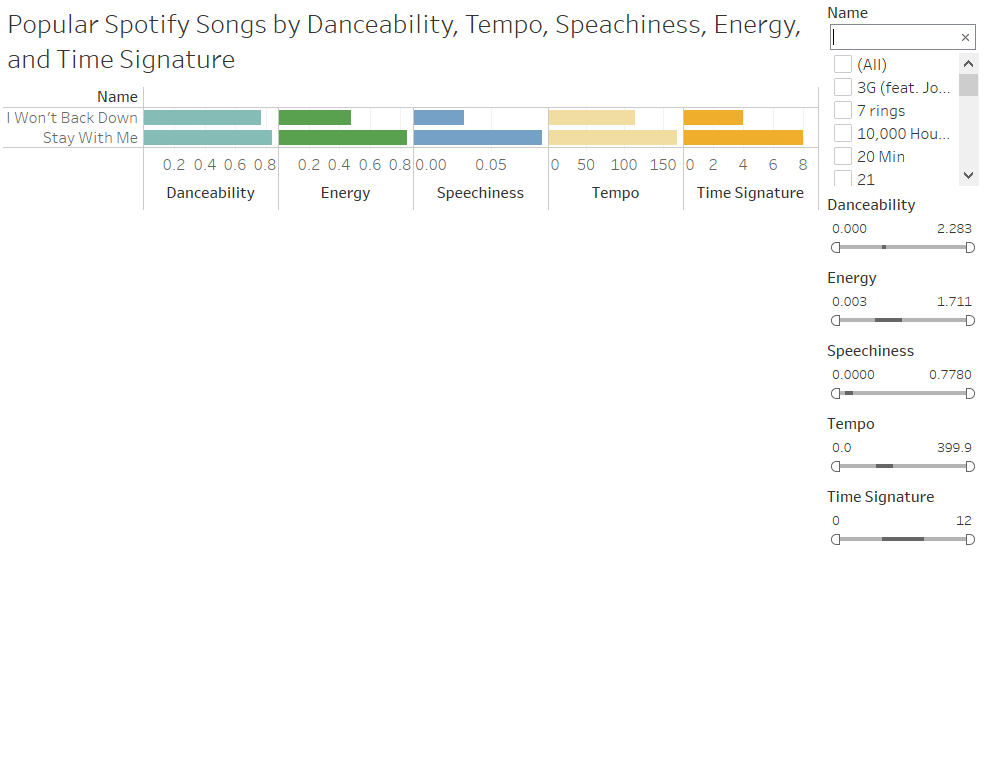 Popular Spotify Songs by Danceability, Tempo, Speachiness, Energy,
and Time Signature
Name
I Won't Back Down
Stay With Me
0.2 0.4 0.6 0.8
Danceability
0.2 0.4 0.6 0.8
Energy
0.00 0.05
Speechiness
0 50 100 150
Tempo
0 2 4 6 8
Time Signature
Name
(All)
3G (feat. Jo...
7 rings
10,000 Hou...
20 Min
21
Danceability
0.000 2.283
Energy
0.003 1.711
Speechiness
0.0000 0.7780
Tempo
0.0 399.9
Time Signature
0 12